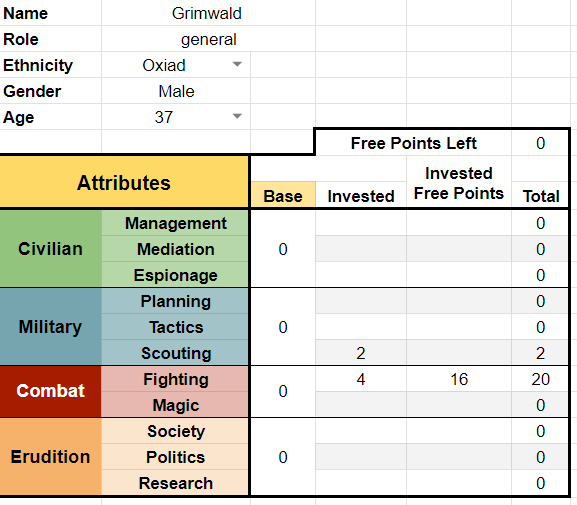 Name Grimwald
Role general
Ethnicity Oxiad
Gender Male
Age 37
Free Points Left 0
Attributes Base Invested Invested Free Points Total
Civilian 0
Management 0
Mediation 0
Espionage 0
Military 0
Planning 0
Tactics 0
Scouting 2 2
Combat 0
Fighting 4 16 20
Magic 0
Erudition 0
Society 0
Politics 0
Research 0